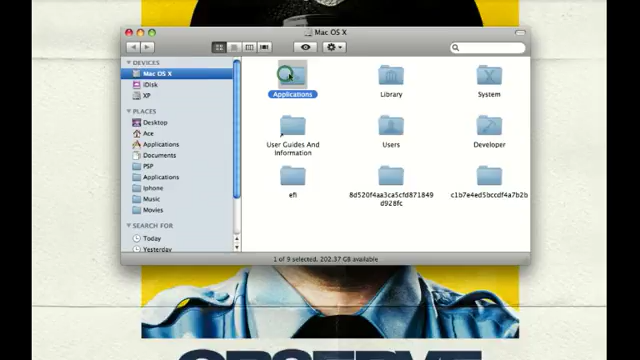 Mac OS X
DEVICES
Mac OS X
iDisk
XP
PLACES
Desktop
Ace
Applications
Documents
PSP
Applications
Iphone
Music
Movies
SEARCH FOR
Today
Yesterday
Applications
Library
System
User Guides And
Information
Users
Developer
efi
8d520f4aa3ca5cfd871849
d928fc
c1b7e4ed5bccdf4a7b2b
1 of 9 selected, 202.37 GB available
OBSERVE